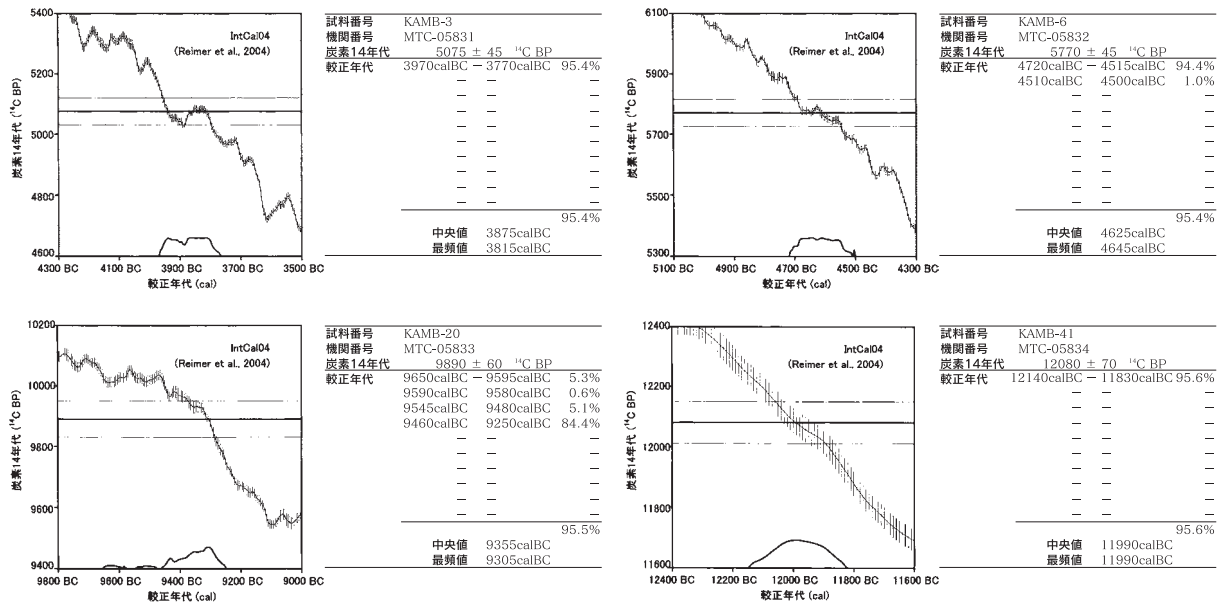 5400
5200
5000
4800
4600
炭素14年代 (¹⁴C BP)
IntCal04
(Reimer et al., 2004)
4300 BC 4100 BC 3900 BC 3700 BC 3500 BC
較正年代 (cal)
試料番号 KAMB-3
機関番号 MTC-05831
炭素14年代 5075 ± 45 ¹⁴C BP
較正年代 3970calBC － 3770calBC 95.4%
－ － －
－ － －
－ － －
－ － －
－ － －
－ － －
－ － －
－ － －
－ － －
95.4%
中央値 3875calBC
最頻値 3815calBC
6100
5900
5700
5500
5300
炭素14年代 (¹⁴C BP)
IntCal04
(Reimer et al., 2004)
5100 BC 4900 BC 4700 BC 4500 BC 4300 BC
較正年代 (cal)
試料番号 KAMB-6
機関番号 MTC-05832
炭素14年代 5770 ± 45 ¹⁴C BP
較正年代 4720calBC － 4515calBC 94.4%
4510calBC 4500calBC 1.0%
－ － －
－ － －
－ － －
－ － －
－ － －
－ － －
－ － －
－ － －
95.4%
中央値 4625calBC
最頻値 4645calBC
10200
10000
9800
9600
9400
炭素14年代 (¹⁴C BP)
IntCal04
(Reimer et al., 2004)
9800 BC 9600 BC 9400 BC 9200 BC 9000 BC
較正年代 (cal)
試料番号 KAMB-20
機関番号 MTC-05833
炭素14年代 9890 ± 60 ¹⁴C BP
較正年代 9650calBC － 9595calBC 5.3%
9590calBC 9580calBC 0.6%
9545calBC 9480calBC 5.1%
9460calBC 9250calBC 84.4%
－ － －
－ － －
－ － －
－ － －
－ － －
－ － －
95.5%
中央値 9355calBC
最頻値 9305calBC
12400
12200
12000
11800
11600
炭素14年代 (¹⁴C BP)
IntCal04
(Reimer et al., 2004)
12400 BC 12200 BC 12000 BC 11800 BC 11600 BC
較正年代 (cal)
試料番号 KAMB-41
機関番号 MTC-05834
炭素14年代 12080 ± 70 ¹⁴C BP
較正年代 12140calBC － 11830calBC 95.6%
－ － －
－ － －
－ － －
－ － －
－ － －
－ － －
－ － －
－ － －
－ － －
95.6%
中央値 11990calBC
最頻値 11990calBC